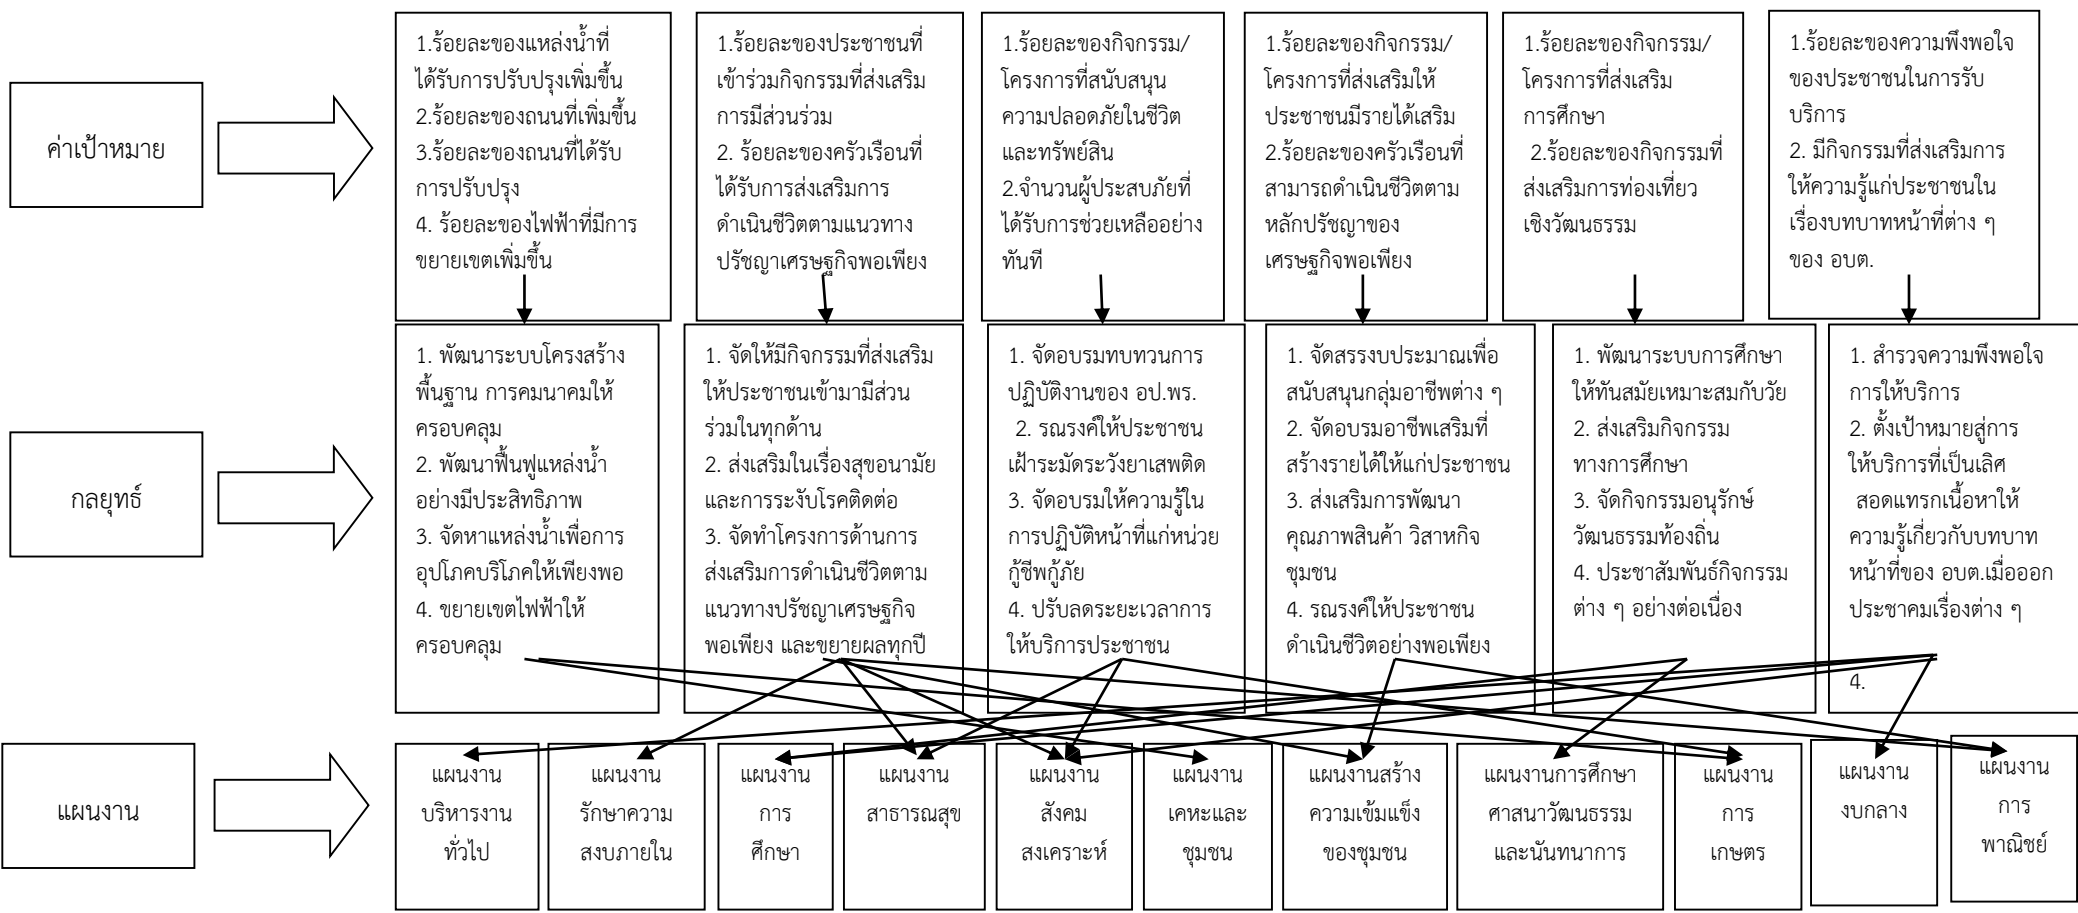 ค่าเป้าหมาย
1.ร้อยละของแหล่งน้ำที่
ได้รับการปรับปรุงเพิ่มขึ้น
2.ร้อยละของถนนที่เพิ่มขึ้น
3.ร้อยละของถนนที่ได้รับ
การปรับปรุง
4. ร้อยละของไฟฟ้าที่มีการ
ขยายเขตเพิ่มขึ้น
1.ร้อยละของประชาชนที่
เข้าร่วมกิจกรรมที่ส่งเสริม
การมีส่วนร่วม
2. ร้อยละของครัวเรือนที่
ได้รับการส่งเสริมการ
ดำเนินชีวิตตามแนวทาง
ปรัชญาเศรษฐกิจพอเพียง
1.ร้อยละของกิจกรรม/
โครงการที่สนับสนุน
ความปลอดภัยในชีวิต
และทรัพย์สิน
2.จำนวนผู้ประสบภัยที่
ได้รับการช่วยเหลืออย่าง
ทันที
1.ร้อยละของกิจกรรม/
โครงการที่ส่งเสริมให้
ประชาชนมีรายได้เสริม
2.ร้อยละของครัวเรือนที่
สามารถดำเนินชีวิตตาม
หลักปรัชญาของ
เศรษฐกิจพอเพียง
1.ร้อยละของกิจกรรม/
โครงการที่ส่งเสริม
การศึกษา
2.ร้อยละของกิจกรรมที่
ส่งเสริมการท่องเที่ยว
เชิงวัฒนธรรม
1.ร้อยละของความพึงพอใจ
ของประชาชนในการรับ
บริการ
2. มีกิจกรรมที่ส่งเสริมการ
ให้ความรู้แก่ประชาชนใน
เรื่องบทบาทหน้าที่ต่าง ๆ
ของ อบต.
กลยุทธ์
1. พัฒนาระบบโครงสร้าง
พื้นฐาน การคมนาคมให้
ครอบคลุม
2. พัฒนาฟื้นฟูแหล่งน้ำ
อย่างมีประสิทธิภาพ
3. จัดหาแหล่งน้ำเพื่อการ
อุปโภคบริโภคให้เพียงพอ
4. ขยายเขตไฟฟ้าให้
ครอบคลุม
1. จัดให้มีกิจกรรมที่ส่งเสริม
ให้ประชาชนเข้ามามีส่วน
ร่วมในทุกด้าน
2. ส่งเสริมในเรื่องสุขอนามัย
และการระงับโรคติดต่อ
3. จัดทำโครงการด้านการ
ส่งเสริมการดำเนินชีวิตตาม
แนวทางปรัชญาเศรษฐกิจ
พอเพียง และขยายผลทุกปี
1. จัดอบรมทบทวนการ
ปฏิบัติงานของ อป.พร.
2. รณรงค์ให้ประชาชน
เฝ้าระมัดระวังยาเสพติด
3. จัดอบรมให้ความรู้ใน
การปฏิบัติหน้าที่แก่หน่วย
กู้ชีพกู้ภัย
4. ปรับลดระยะเวลาการ
ให้บริการประชาชน
1. จัดสรรงบประมาณเพื่อ
สนับสนุนกลุ่มอาชีพต่าง ๆ
2. จัดอบรมอาชีพเสริมที่
สร้างรายได้ให้แก่ประชาชน
3. ส่งเสริมการพัฒนา
คุณภาพสินค้า วิสาหกิจ
ชุมชน
4. รณรงค์ให้ประชาชน
ดำเนินชีวิตอย่างพอเพียง
1. พัฒนาระบบการศึกษา
ให้ทันสมัยเหมาะสมกับวัย
2. ส่งเสริมกิจกรรม
ทางการศึกษา
3. จัดกิจกรรมอนุรักษ์
วัฒนธรรมท้องถิ่น
4. ประชาสัมพันธ์กิจกรรม
ต่าง ๆ อย่างต่อเนื่อง
1. สำรวจความพึงพอใจ
การให้บริการ
2. ตั้งเป้าหมายสู่การ
ให้บริการที่เป็นเลิศ
สอดแทรกเนื้อหาให้
ความรู้เกี่ยวกับบทบาท
หน้าที่ของ อบต.เมื่อออก
ประชาคมเรื่องต่าง ๆ
4.
แผนงาน
แผนงาน
บริหารงาน
ทั่วไป
แผนงาน
รักษาความ
สงบภายใน
แผนงาน
การ
ศึกษา
แผนงาน
สาธารณสุข
แผนงาน
สังคม
สงเคราะห์
แผนงาน
เคหะและ
ชุมชน
แผนงานสร้าง
ความเข้มแข็ง
ของชุมชน
แผนงานการศึกษา
ศาสนาวัฒนธรรม
และนันทนาการ
แผนงาน
การ
เกษตร
แผนงาน
งบกลาง
แผนงาน
การ
พาณิชย์